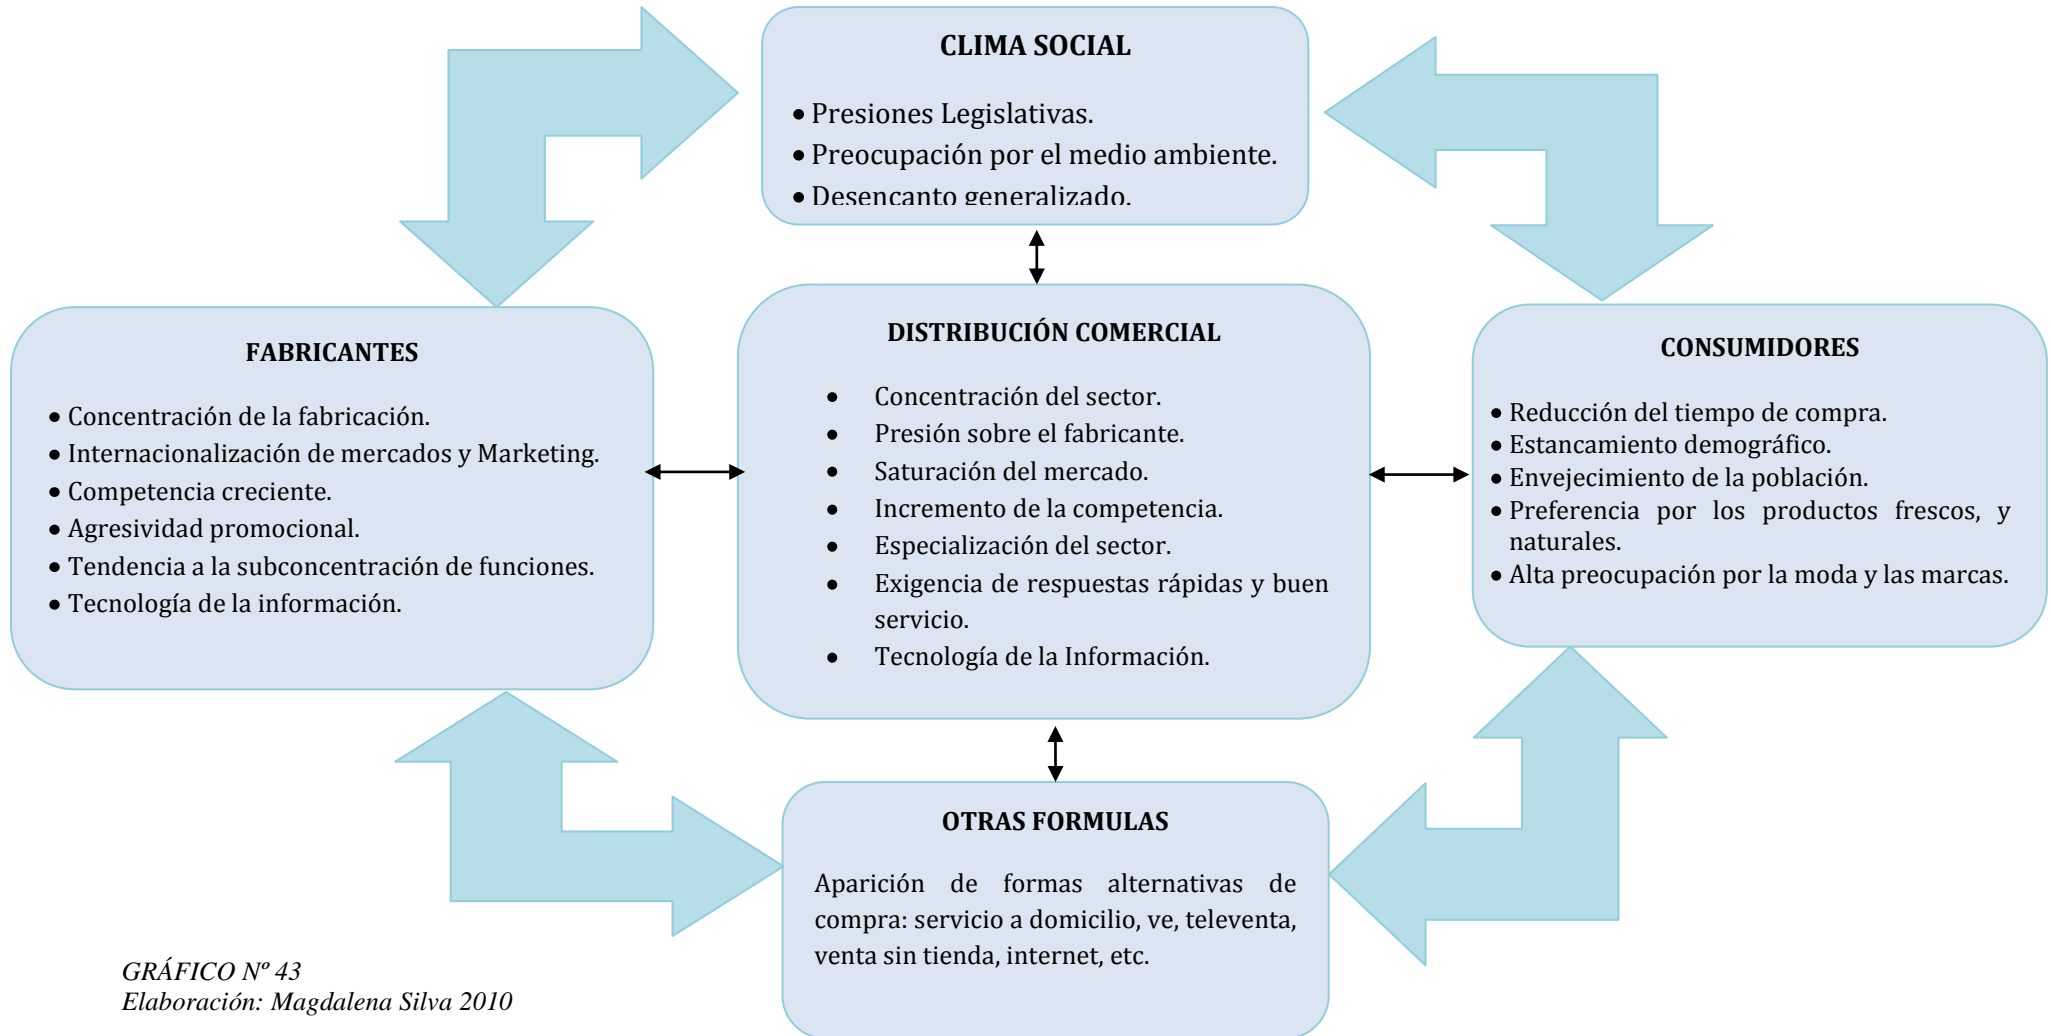 CLIMA SOCIAL
• Presiones Legislativas.
• Preocupación por el medio ambiente.
• Desencanto generalizado.
FABRICANTES
• Concentración de la fabricación.
• Internacionalización de mercados y Marketing.
• Competencia creciente.
• Agresividad promocional.
• Tendencia a la subconcentración de funciones.
• Tecnología de la información.
DISTRIBUCIÓN COMERCIAL
• Concentración del sector.
• Presión sobre el fabricante.
• Saturación del mercado.
• Incremento de la competencia.
• Especialización del sector.
• Exigencia de respuestas rápidas y buen
servicio.
• Tecnología de la Información.
CONSUMIDORES
• Reducción del tiempo de compra.
• Estancamiento demográfico.
• Envejecimiento de la población.
• Preferencia por los productos frescos, y
naturales.
• Alta preocupación por la moda y las marcas.
OTRAS FORMULAS
Aparición de formas alternativas de
compra: servicio a domicilio, ve, televenta,
venta sin tienda, internet, etc.
GRÁFICO Nº 43
Elaboración: Magdalena Silva 2010